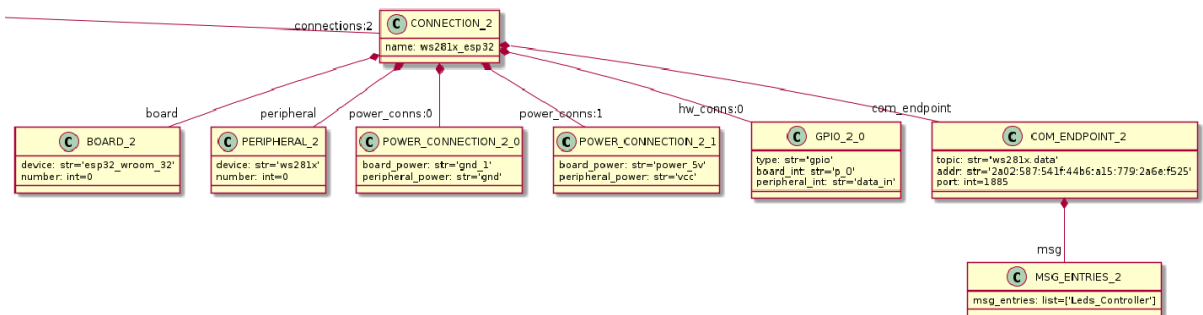 connections:2
C CONNECTION_2
name: ws281x_esp32
board
peripheral
power_conns:0
power_conns:1
hw_conns:0
com_endpoint
C BOARD_2
device: str='esp32_wroom_32'
number: int=0
C PERIPHERAL_2
device: str='ws281x'
number: int=0
C POWER_CONNECTION_2_0
board_power: str='gnd_1'
peripheral_power: str='gnd'
C POWER_CONNECTION_2_1
board_power: str='power_5v'
peripheral_power: str='vcc'
C GPIO_2_0
type: str="gpio'
board_int: str='p_0'
peripheral_int: str='data_in'
C COM_ENDPOINT_2
topic: str="ws281x.data'
addr: str='2a02:587:541f:44b6:a15:779:2a6e:f525'
port: int=1885
msg
C MSG_ENTRIES_2
msg_entries: list=['Leds_Controller']